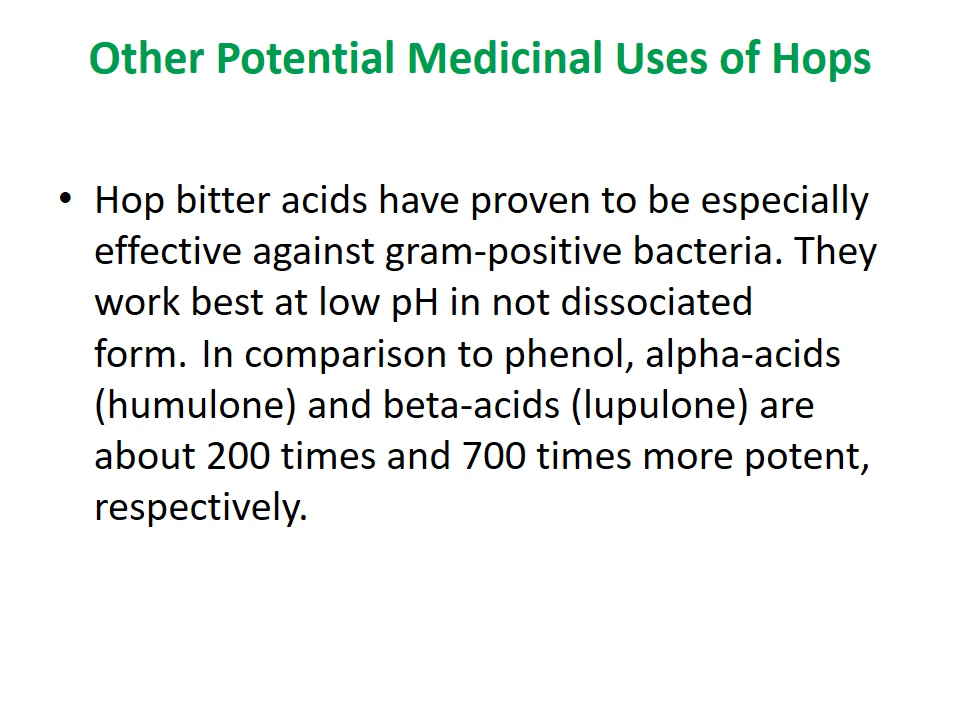 Other Potential Medicinal Uses of Hops
• Hop bitter acids have proven to be especially
effective against gram-positive bacteria. They
work best at low pH in not dissociated
form. In comparison to phenol, alpha-acids
(humulone) and beta-acids (lupulone) are
about 200 times and 700 times more potent,
respectively.